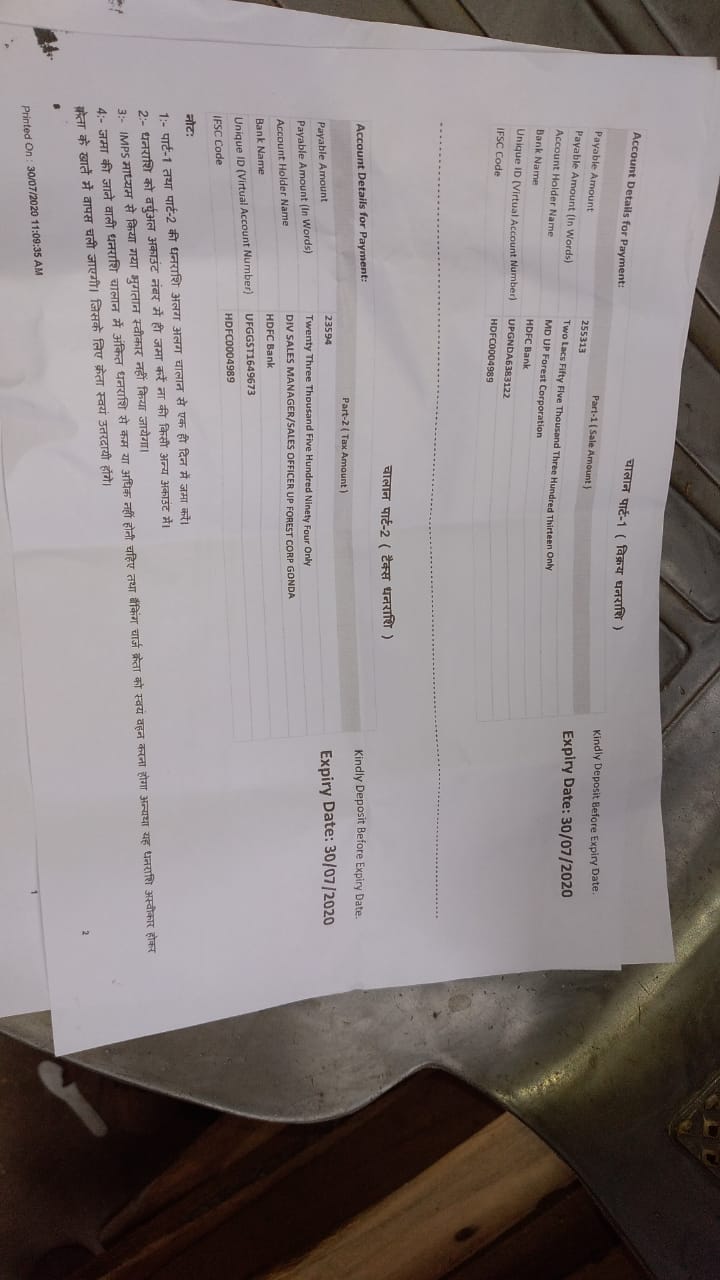 चालान पार्ट-1 ( विक्रय धनराशि )
Account Details for Payment:
Part-1 ( Sale Amount )
Payable Amount 255313
Payable Amount (In Words) Two Lacs Fifty Five Thousand Three Hundred Thirteen Only
Account Holder Name MD UP Forest Corporation
Bank Name HDFC Bank
Unique ID (Virtual Account Number) UPGNDA6383122
IFSC Code HDFC0004989
Kindly Deposit Before Expiry Date.
Expiry Date: 30/07/2020
चालान पार्ट-2 ( टैक्स धनराशि )
Account Details for Payment:
Part-2 ( Tax Amount )
Payable Amount 23594
Payable Amount (In Words) Twenty Three Thousand Five Hundred Ninety Four Only
Account Holder Name DIV SALES MANAGER/SALES OFFICER UP FOREST CORP GONDA
Bank Name HDFC Bank
Unique ID (Virtual Account Number) UFGGST1649673
IFSC Code HDFC0004989
Kindly Deposit Before Expiry Date.
Expiry Date: 30/07/2020
नोट:
1:- पार्ट-1 तथा पार्ट-2 की धनराशि अलग अलग चालान से एक ही दिन में जमा करें।
2:- धनराशि को वर्चुअल अकाउंट नंबर में ही जमा करें ना की किसी अन्य अकाउंट में।
3:- IMPS माध्यम से किया गया भुगतान स्वीकार नहीं किया जायेगा।
4:- जमा की जाने वाली धनराशि चालान में अंकित धनराशि से कम या अधिक नहीं होनी चहिए तथा बैंकिंग चार्ज क्रेता को स्वयं वहन करना होगा अन्यथा यह धनराशि अस्वीकार होकर
क्रेता के खातें में वापस चली जाएगी। जिसके लिए क्रेता स्वयं उत्तरदायी होंगे।
2
Printed On : 30/07/2020 11:09:35 AM
1